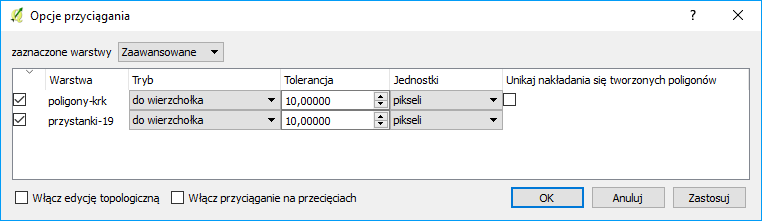 Opcje przyciągania
zaznaczone warstwy Zaawansowane
Warstwa Tryb Tolerancja Jednostki Unikaj nakładania się tworzonych poligonów
poligony-krk do wierzchołka 10,00000 pikseli
przystanki-19 do wierzchołka 10,00000 pikseli
Włącz edycję topologiczną Włącz przyciąganie na przecięciach OK Anuluj Zastosuj